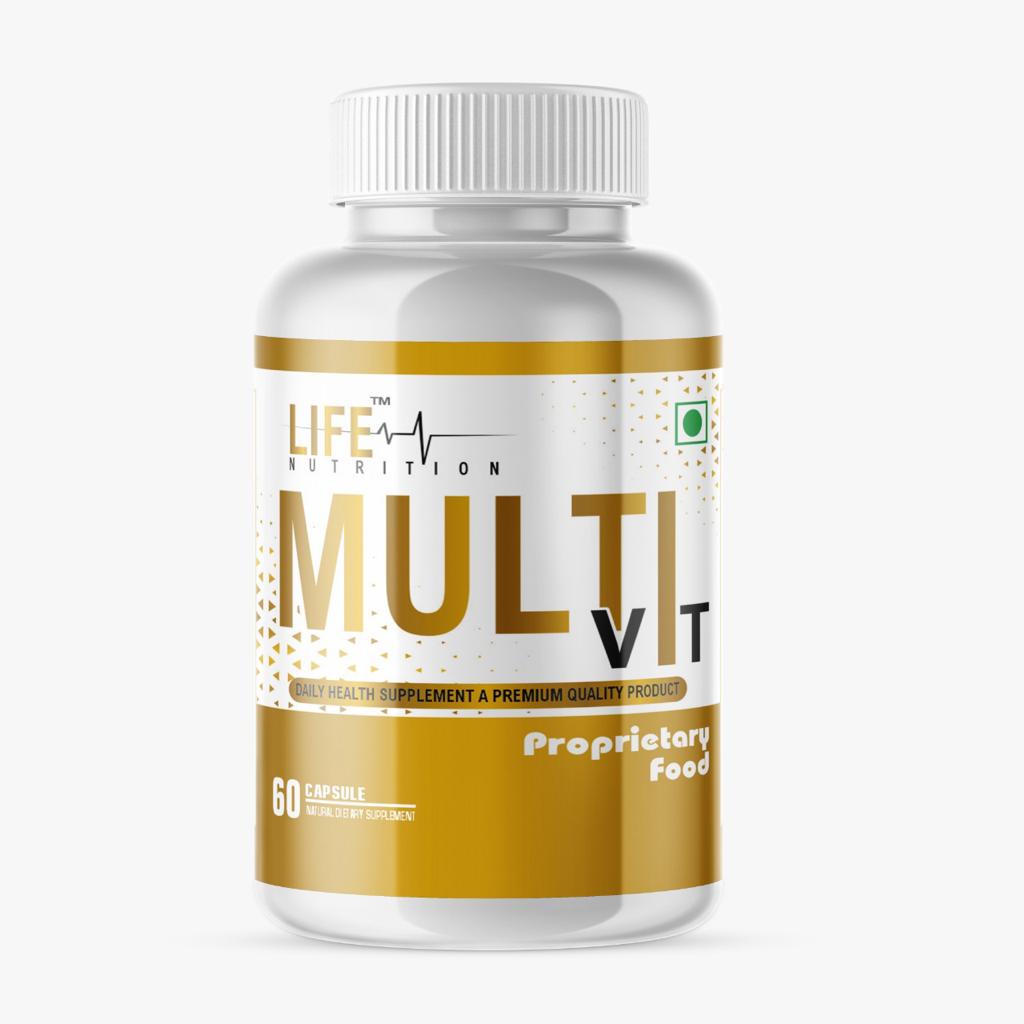 LIFE™
NUTRITION
MULTI
VIT
DAILY HEALTH SUPPLEMENT A PREMIUM QUALITY PRODUCT
Proprietary
Food
60 CAPSULE
NATURAL DIETARY SUPPLEMENT